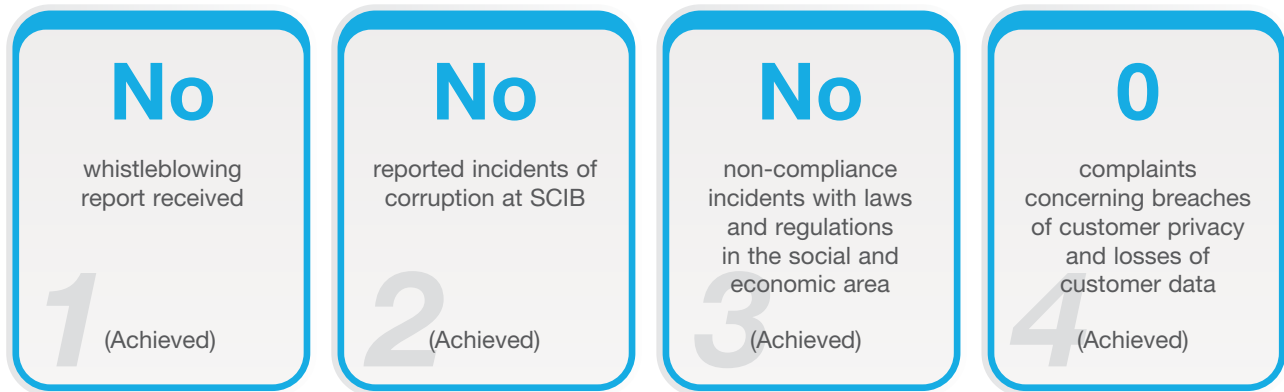 No
whistleblowing
report received
1
(Achieved)
No
reported incidents of
corruption at SCIB
2
(Achieved)
No
non-compliance
incidents with laws
and regulations
in the social and
economic area
3
(Achieved)
0
complaints
concerning breaches
of customer privacy
and losses of
customer data
4
(Achieved)